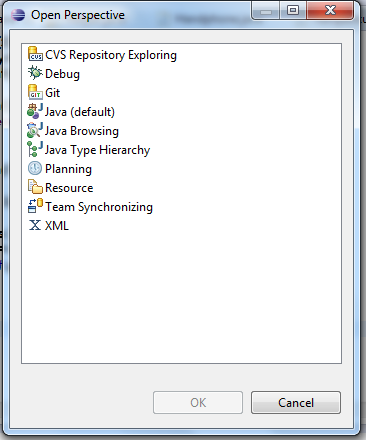 Open Perspective
CVS Repository Exploring
Debug
Git
Java (default)
Java Browsing
Java Type Hierarchy
Planning
Resource
Team Synchronizing
XML
OK
Cancel